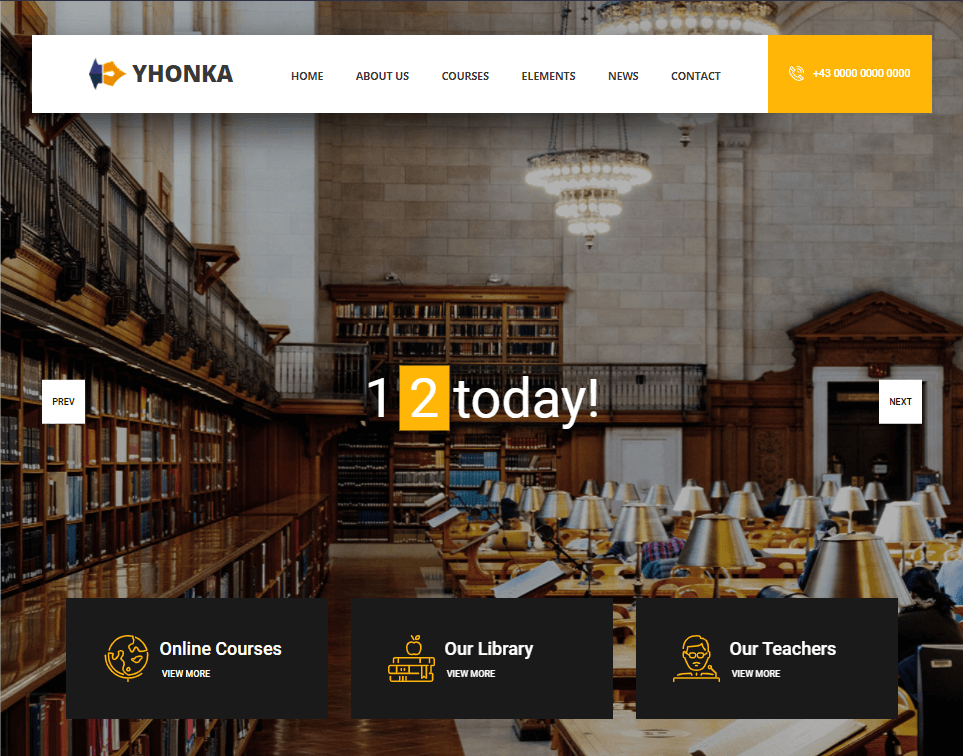 YHONKA
HOME ABOUT US COURSES ELEMENTS NEWS CONTACT
+43 0000 0000 0000
PREV
1 2 today!
NEXT
Online Courses
VIEW MORE
Our Library
VIEW MORE
Our Teachers
VIEW MORE